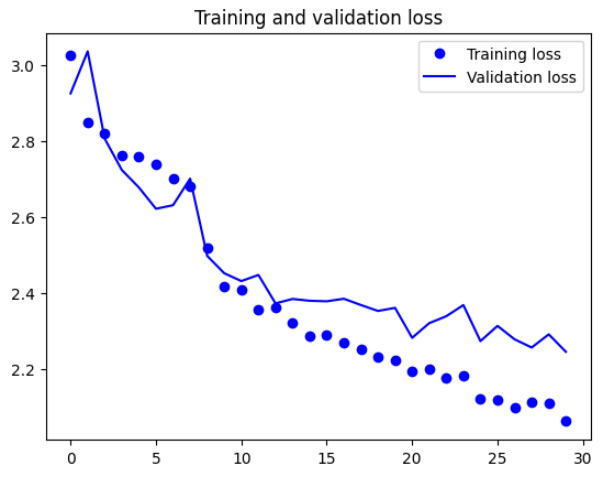 Training and validation loss
Training loss
Validation loss
3.0
2.8
2.6
2.4
2.2
0 5 10 15 20 25 30